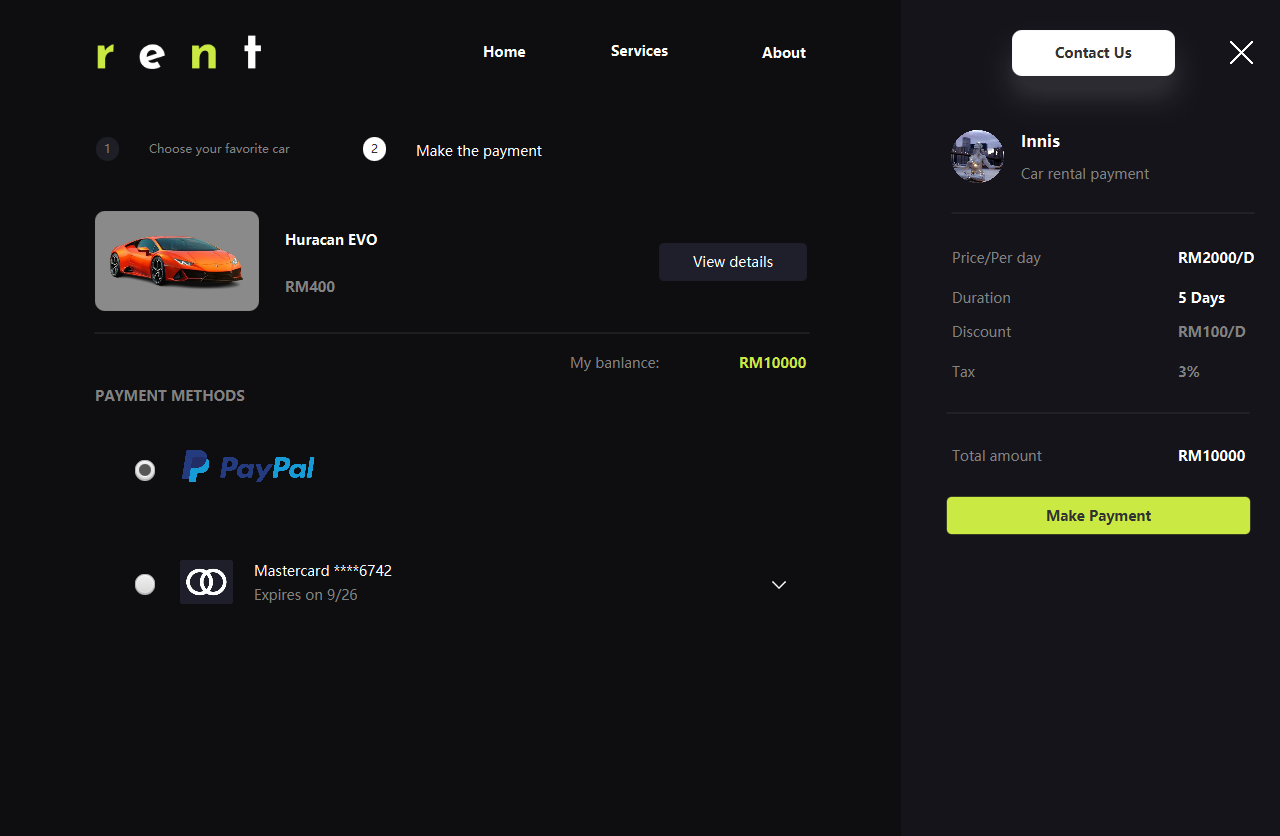 r e n t
Home
Services
About
Contact Us
1
Choose your favorite car
2
Make the payment
Huracan EVO
RM400
View details
My banlance:
RM10000
PAYMENT METHODS
PayPal
Mastercard ****6742
Expires on 9/26
Innis
Car rental payment
Price/Per day
RM2000/D
Duration
5 Days
Discount
RM100/D
Tax
3%
Total amount
RM10000
Make Payment